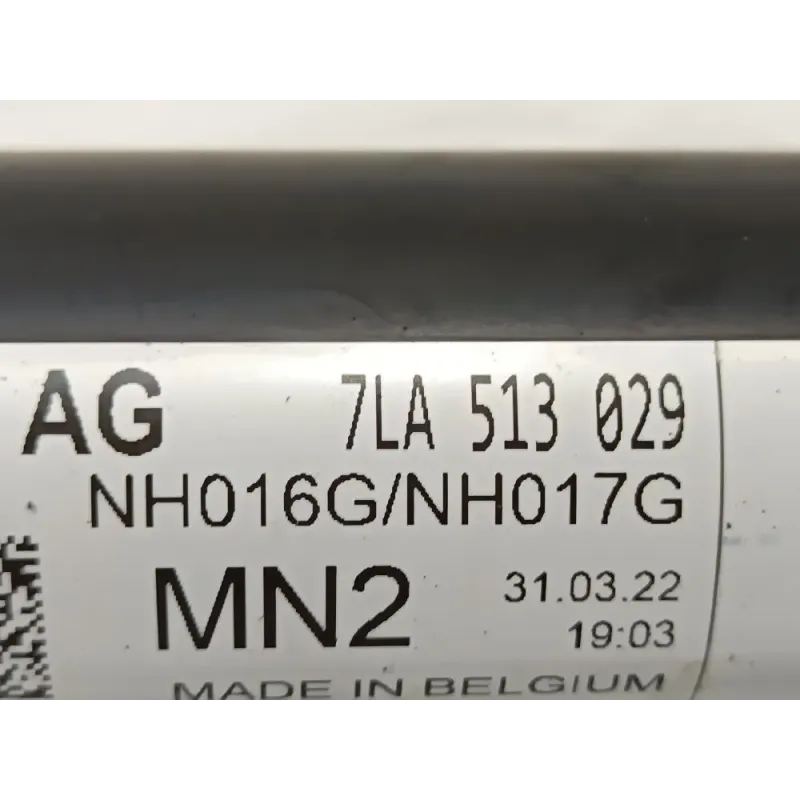 AG 7LA 513 029
NH016G/NH017G
MN2 31.03.22
19:03
MADE IN BELGIUM